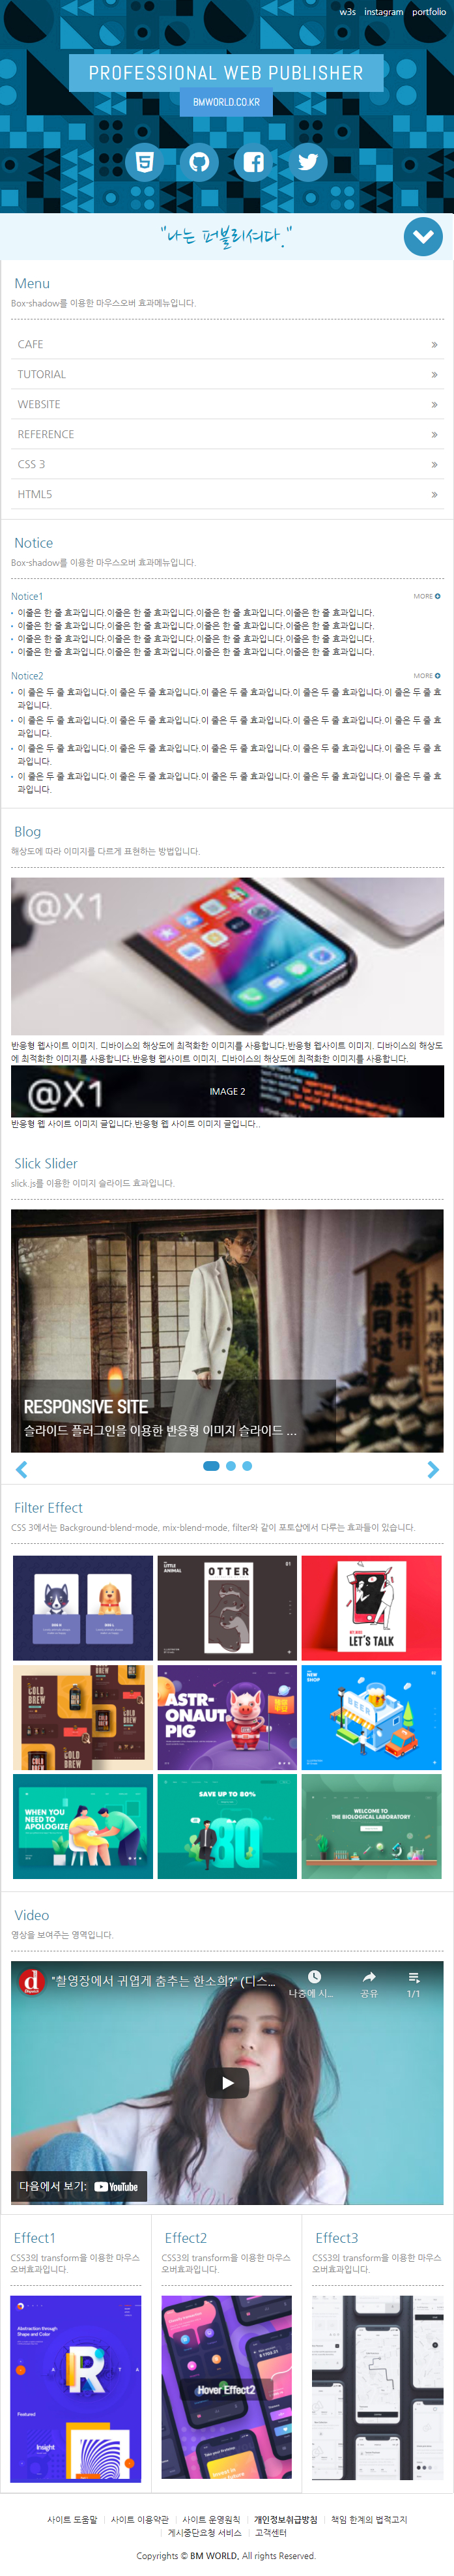 w3s instagram portfolio
PROFESSIONAL WEB PUBLISHER
BMWORLD.CO.KR
"나는 퍼블리셔다."
Menu
Box-shadow를 이용한 마우스오버 효과메뉴입니다.
CAFE
TUTORIAL
WEBSITE
REFERENCE
CSS 3
HTML5
Notice
Box-shadow를 이용한 마우스오버 효과메뉴입니다.
Notice1 MORE
이줄은 한 줄 효과입니다.이줄은 한 줄 효과입니다.이줄은 한 줄 효과입니다.이줄은 한 줄 효과입니다.
이줄은 한 줄 효과입니다.이줄은 한 줄 효과입니다.이줄은 한 줄 효과입니다.이줄은 한 줄 효과입니다.
이줄은 한 줄 효과입니다.이줄은 한 줄 효과입니다.이줄은 한 줄 효과입니다.이줄은 한 줄 효과입니다.
이줄은 한 줄 효과입니다.이줄은 한 줄 효과입니다.이줄은 한 줄 효과입니다.이줄은 한 줄 효과입니다.
Notice2 MORE
이 줄은 두 줄 효과입니다.이 줄은 두 줄 효과입니다.이 줄은 두 줄 효과입니다.이 줄은 두 줄 효과입니다.이 줄은 두 줄 효
과입니다.
이 줄은 두 줄 효과입니다.이 줄은 두 줄 효과입니다.이 줄은 두 줄 효과입니다.이 줄은 두 줄 효과입니다.이 줄은 두 줄 효
과입니다.
이 줄은 두 줄 효과입니다.이 줄은 두 줄 효과입니다.이 줄은 두 줄 효과입니다.이 줄은 두 줄 효과입니다.이 줄은 두 줄 효
과입니다.
이 줄은 두 줄 효과입니다.이 줄은 두 줄 효과입니다.이 줄은 두 줄 효과입니다.이 줄은 두 줄 효과입니다.이 줄은 두 줄 효
과입니다.
Blog
해상도에 따라 이미지를 다르게 표현하는 방법입니다.
@X1
반응형 웹사이트 이미지. 디바이스의 해상도에 최적화한 이미지를 사용합니다.반응형 웹사이트 이미지. 디바이스의 해상도
에 최적화한 이미지를 사용합니다.반응형 웹사이트 이미지. 디바이스의 해상도에 최적화한 이미지를 사용합니다.
@X1
IMAGE 2
반응형 웹 사이트 이미지 글입니다.반응형 웹 사이트 이미지 글입니다..
Slick Slider
slick.js를 이용한 이미지 슬라이드 효과입니다.
RESPONSIVE SITE
슬라이드 플러그인을 이용한 반응형 이미지 슬라이드 ...
Filter Effect
CSS 3에서는 Background-blend-mode, mix-blend-mode, filter와 같이 포토샵에서 다루는 효과들이 있습니다.
LITTLE
ANIMAL
OTTER
01
LET'S TALK
COLD
BREW
COLD
BREW
ASTR-
ONAUT
PIG
NEW
SHOP
BEER
WHEN YOU
NEED TO
APOLOGIZE
SAVE UP TO 80%
80
WELCOME TO
THE BIOLOGICAL LABORATORY
Video
영상을 보여주는 영역입니다.
"촬영장에서 귀엽게 춤추는 한소희?" (디스...
나중에 시... 공유 1/1
다음에서 보기: YouTube
Effect1
CSS3의 transform을 이용한 마우스
오버효과입니다.
Abstraction through
Shape and Color
R
Featured
Insight
Effect2
CSS3의 transform을 이용한 마우스
오버효과입니다.
Hover Effect2
Effect3
CSS3의 transform을 이용한 마우스
오버효과입니다.
사이트 도움말 사이트 이용약관 사이트 운영원칙 개인정보취급방침 책임 한계의 법적고지
게시중단요청 서비스 고객센터
Copyrights © BM WORLD, All rights Reserved.